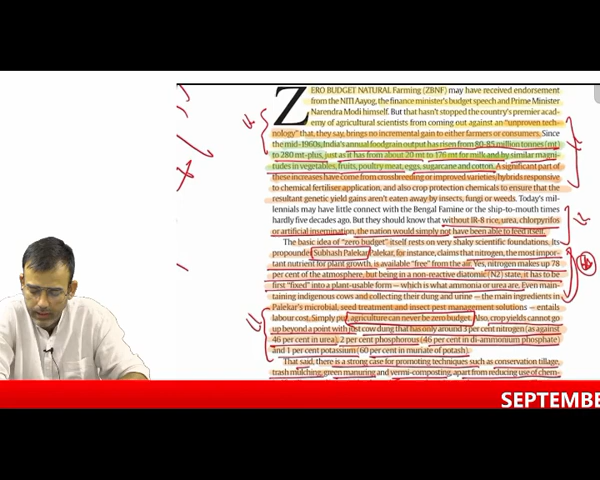 ZERO BUDGET NATURAL Farming (ZBNF) may have received endorsement
from the NITI Aayog, the finance minister's budget speech and Prime Minister
Narendra Modi himself. But that hasn't stopped the country's premier acad-
emy of agricultural scientists from coming out against an "unproven tech-
nology" that, they say, brings no incremental gain to either farmers or consumers. Since
the mid-1960s, India's annual foodgrain output has risen from 80-85 million tonnes (mt)
to 280 mt-plus, just as it has from about 20 mt to 176 mt for milk and by similar magni-
tudes in vegetables, fruits, poultry meat, eggs, sugarcane and cotton. A significant part of
these increases have come from crossbreeding or improved varieties/hybrids responsive
to chemical fertiliser application, and also crop protection chemicals to ensure that the
resultant genetic yield gains aren't eaten away by insects, fungi or weeds. Today's mil-
lennials may have little connect with the Bengal Famine or the ship-to-mouth times
hardly five decades ago. But they should know that without IR-8 rice, urea, chlorpyrifos
or artificial insemination, the nation would simply not have been able to feed itself.
The basic idea of "zero budget" itself rests on very shaky scientific foundations. Its
propounder Subhash Palekar, for instance, claims that nitrogen, the most impor-
tant nutrient for plant growth, is available "free" from the air. Yes, nitrogen makes up 78
per cent of the atmosphere, but being in a non-reactive diatomic (N2) state, it has to be
first "fixed" into a plant-usable form — which is what ammonia or urea are. Even main-
taining indigenous cows and collecting their dung and urine — the main ingredients in
Palekar's microbial, seed treatment and insect pest management solutions — entails
labour cost. Simply put, agriculture can never be zero budget. Also, crop yields cannot go
up beyond a point with just cow dung that has only around 3 per cent nitrogen (as against
46 per cent in urea), 2 per cent phosphorous (46 per cent in di-ammonium phosphate)
and 1 per cent potassium (60 per cent in muriate of potash).
That said, there is a strong case for promoting techniques such as conservation tillage,
trash mulching, green manuring and vermi-composting, apart from reducing use of chem-
SEPTEMBE